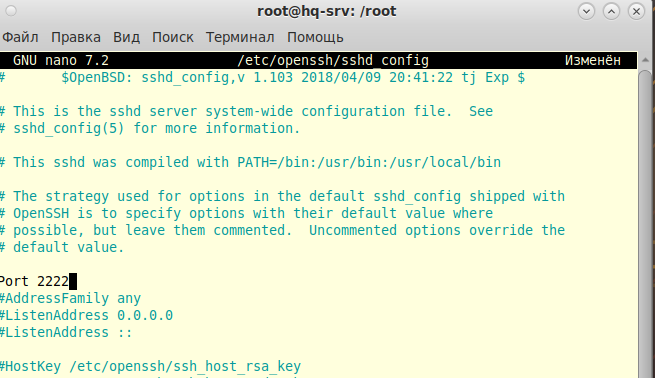 root@hq-srv: /root
Файл Правка Вид Поиск Терминал Помощь
GNU nano 7.2 /etc/openssh/sshd_config Изменён
# $OpenBSD: sshd_config,v 1.103 2018/04/09 20:41:22 tj Exp $
# This is the sshd server system-wide configuration file. See
# sshd_config(5) for more information.
# This sshd was compiled with PATH=/bin:/usr/bin:/usr/local/bin
# The strategy used for options in the default sshd_config shipped with
# OpenSSH is to specify options with their default value where
# possible, but leave them commented. Uncommented options override the
# default value.
Port 2222
#AddressFamily any
#ListenAddress 0.0.0.0
#ListenAddress ::
#HostKey /etc/openssh/ssh_host_rsa_key